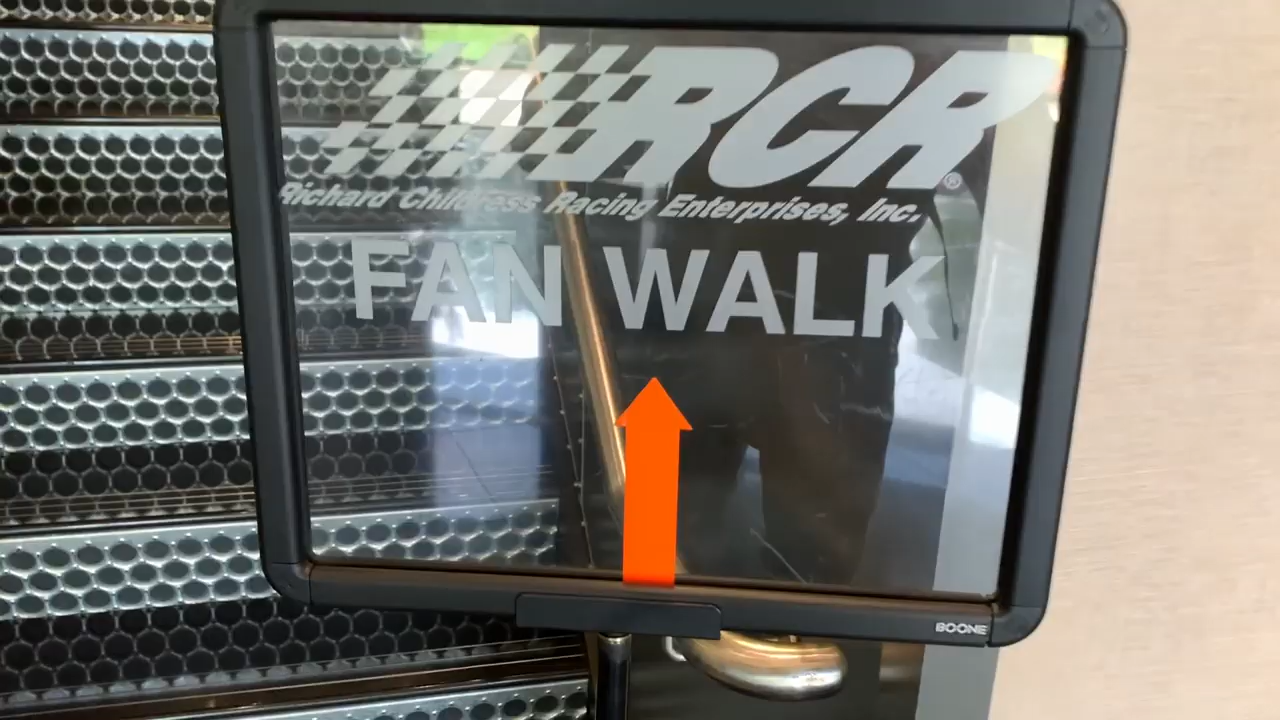 RCR®
Richard Childress Racing Enterprises, Inc.
FAN WALK
BOONE